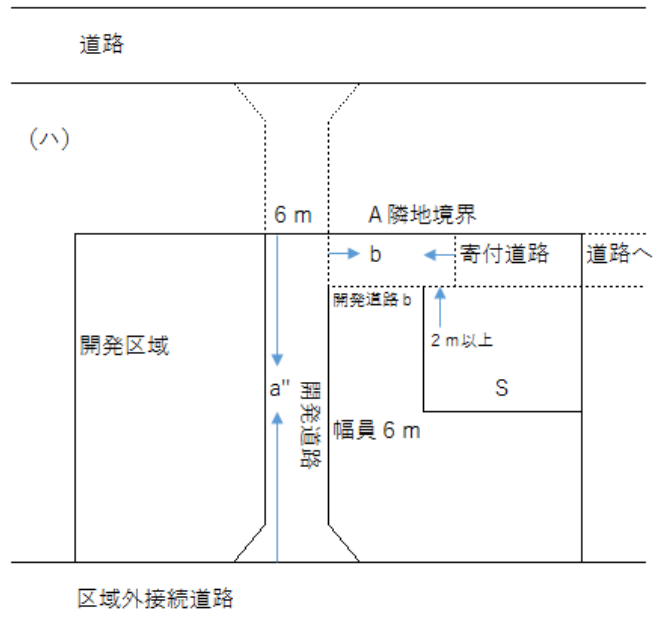 道路
（ハ）
6 m
A 隣地境界
b
寄付道路
道路へ
開発道路 b
2 m以上
開発区域
a"
開発道路
S
幅員 6 m
区域外接続道路